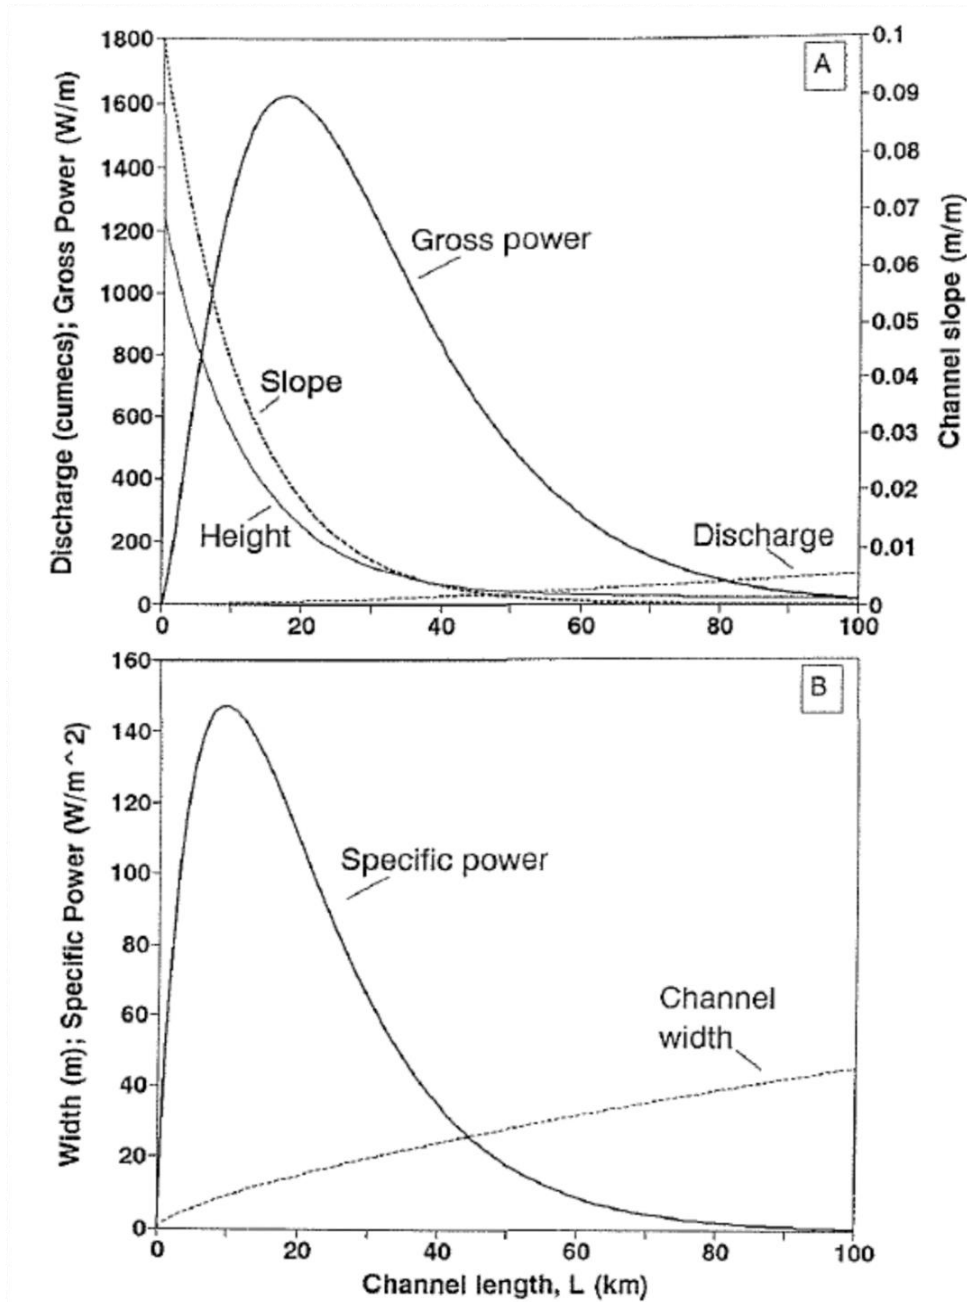 A
Discharge (cumecs); Gross Power (W/m)
1800
1600
1400
1200
1000
800
600
400
200
0
0.1
0.09
0.08
0.07
0.06
0.05
0.04
0.03
0.02
0.01
0
Channel slope (m/m)
Gross power
Slope
Height
Discharge
0 20 40 60 80 100
B
Width (m); Specific Power (W/m^2)
160
140
120
100
80
60
40
20
0
Specific power
Channel
width
0 20 40 60 80 100
Channel length, L (km)